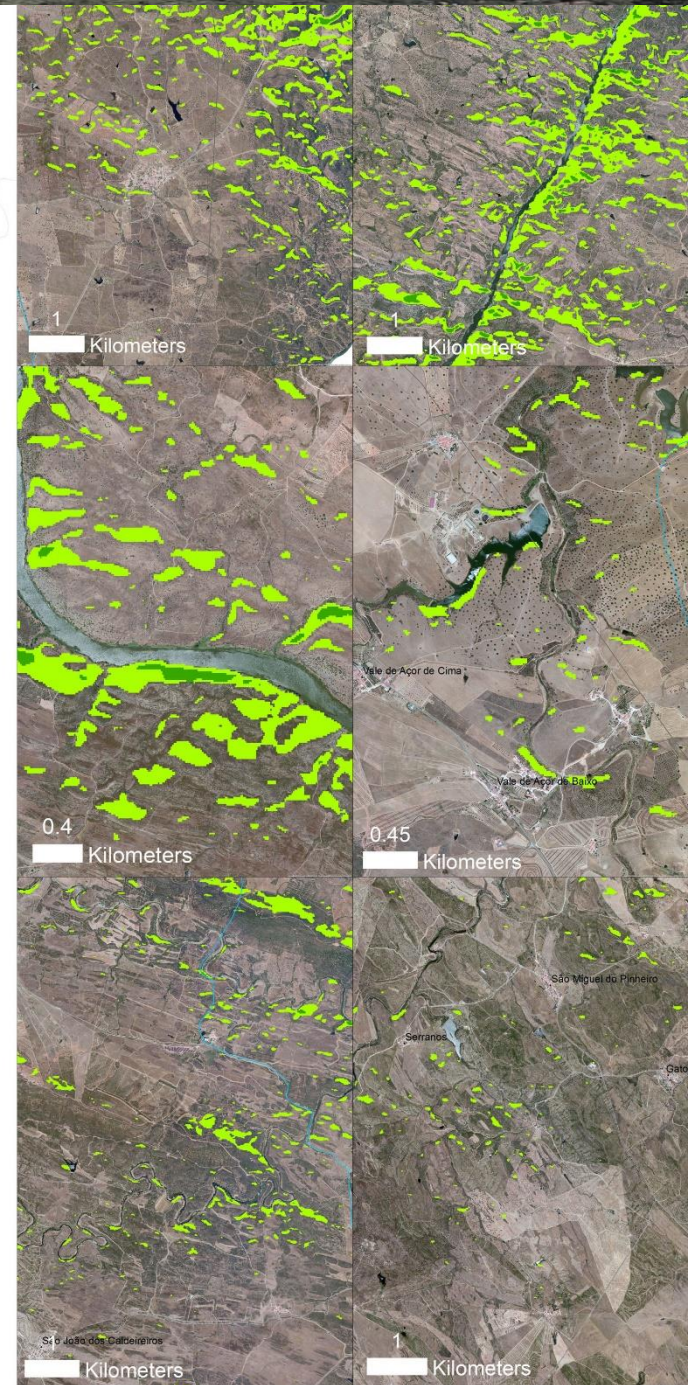 1
Kilometers
1
Kilometers
Vale de Açor de Cima
Vale de Açor de Baixo
0.4
Kilometers
0.45
Kilometers
São Miguel do Pinheiro
Serranos
Gato
São João dos Caldeireiros
1
Kilometers
1
Kilometers